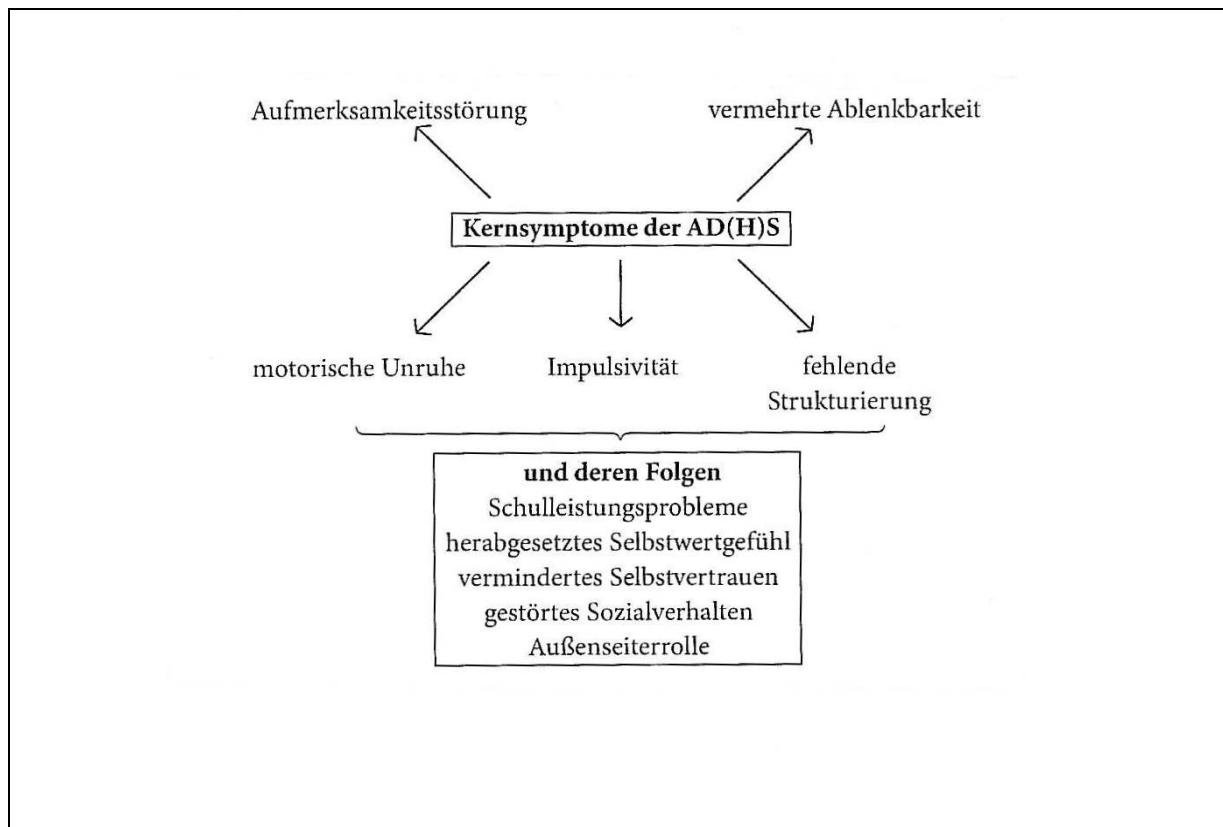 Aufmerksamkeitsstörung
vermehrte Ablenkbarkeit
Kernsymptome der AD(H)S
motorische Unruhe
Impulsivität
fehlende
Strukturierung
und deren Folgen
Schulleistungsprobleme
herabgesetztes Selbstwertgefühl
vermindertes Selbstvertrauen
gestörtes Sozialverhalten
Außenseiterrolle